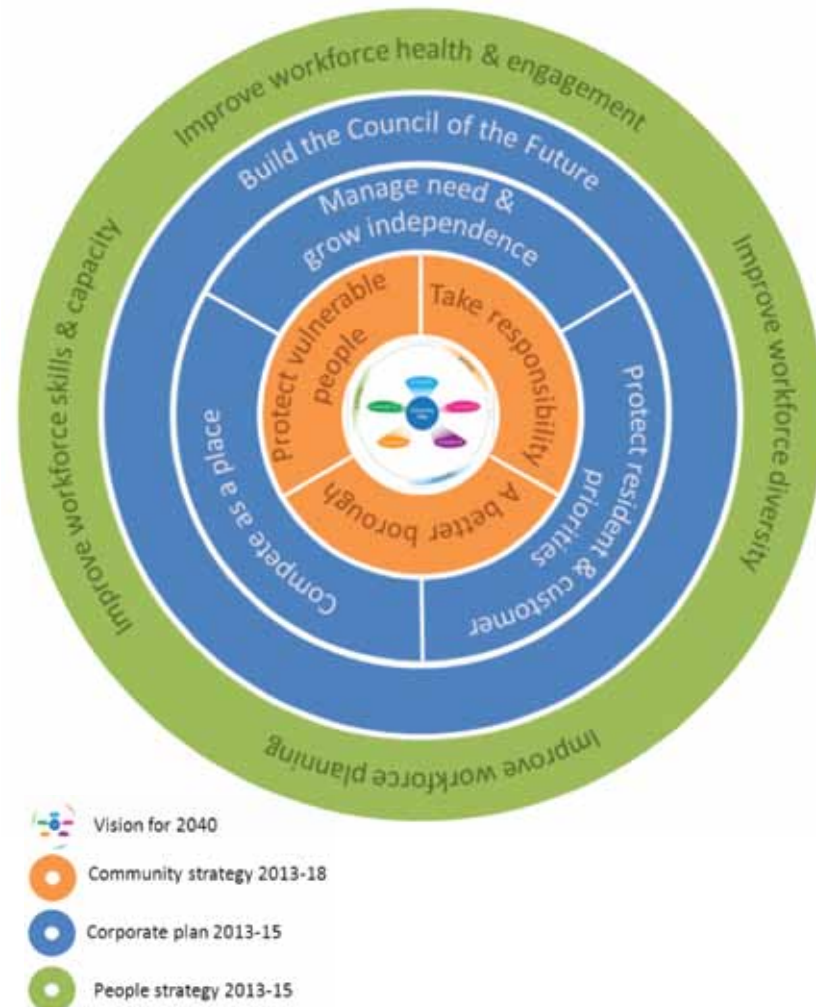 Improve workforce health & engagement
Improve workforce diversity
Improve workforce planning
Improve workforce skills & capacity
Build the Council of the Future
Manage need &
grow independence
Protect resident & customer
priorities
Compete as a place
Protect vulnerable
people
Take responsibility
A better borough
Vision for 2040
Community strategy 2013-18
Corporate plan 2013-15
People strategy 2013-15